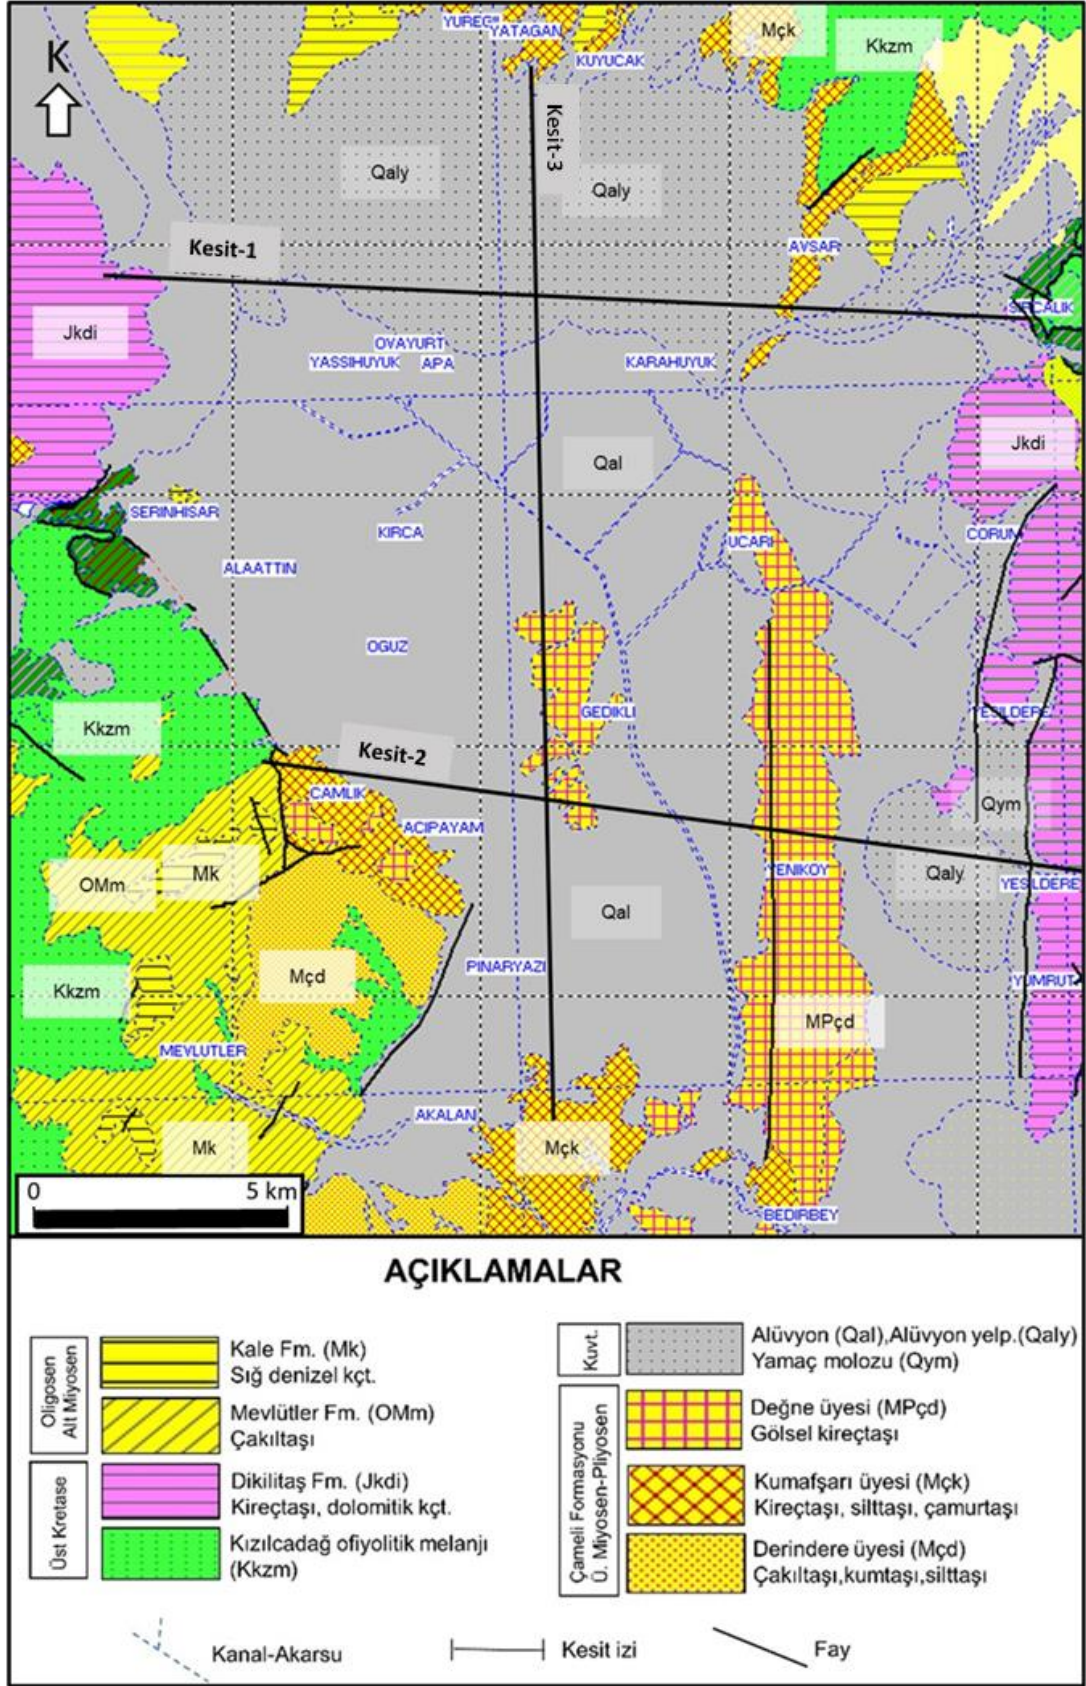 YATAGAN
KUYUCAK
Mçk
Kkzm
K
Kesit-3
Qaly
Qaly
Kesit-1
AVSAR
SIRCALIK
Jkdi
OVAYURT
YASSIHUYUK
APA
KARAHUYUK
Qal
Jkdi
SERINHISAR
KIRCA
UCARI
CORUM
ALAATTIN
OGUZ
GEDIKLI
YESILDERE
Kkzm
Kesit-2
CAMLIK
Qym
ACIPAYAM
OMm
Mk
YENIKOY
Qaly
YESILDERE
Qal
PINARYAZI
Mçd
YUMRUT
Kkzm
MPçd
MEVLUTLER
AKALAN
Mk
Mçk
0
5 km
BEDIRBEY
AÇIKLAMALAR
Oligosen
Alt Miyosen
Kale Fm. (Mk)
Sığ denizel kçt.
Mevlütler Fm. (OMm)
Çakıltaşı
Üst Kretase
Dikilitaş Fm. (Jkdi)
Kireçtaşı, dolomitik kçt.
Kızılcadağ ofiyolitik melanjı
(Kkzm)
Kuvt.
Alüvyon (Qal),Alüvyon yelp.(Qaly)
Yamaç molozu (Qym)
Çameli Formasyonu
Ü. Miyosen-Pliyosen
Değne üyesi (MPçd)
Gölsel kireçtaşı
Kumafşarı üyesi (Mçk)
Kireçtaşı, silttaşı, çamurtaşı
Derindere üyesi (Mçd)
Çakıltaşı,kumtaşı,silttaşı
Kanal-Akarsu
Kesit izi
Fay